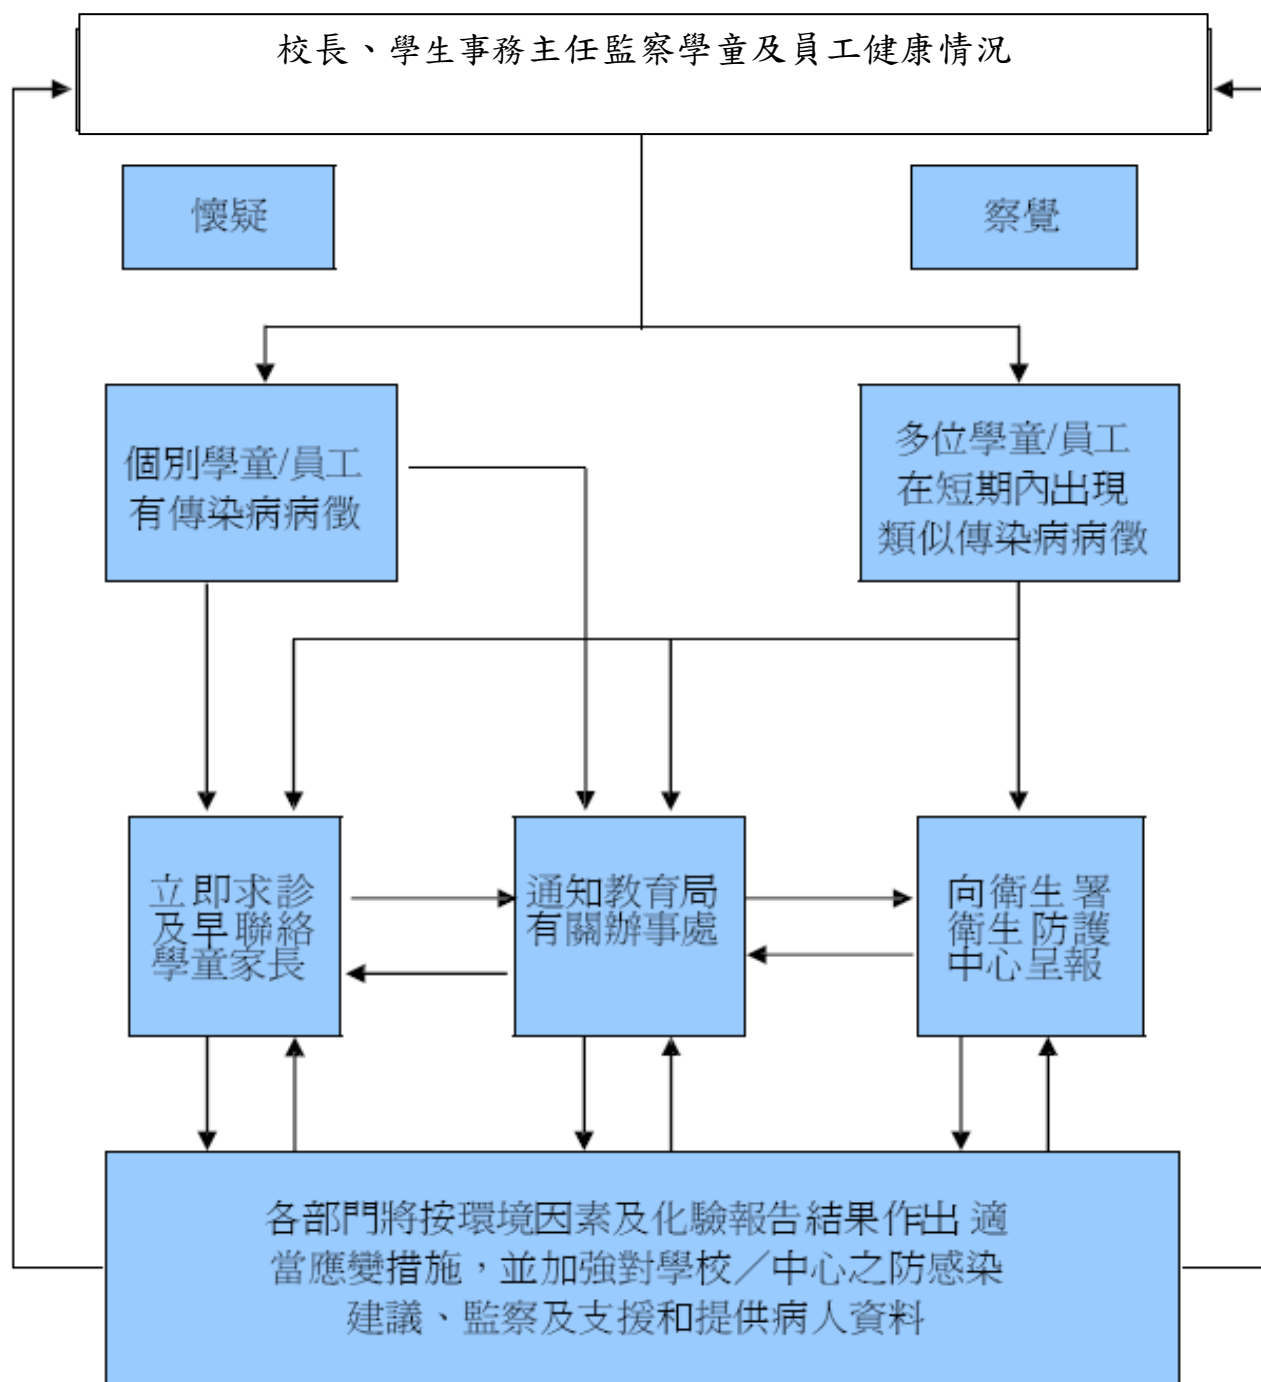 校長、學生事務主任監察學童及員工健康情況
懷疑
察覺
個別學童/員工
有傳染病病徵
多位學童/員工
在短期內出現
類似傳染病病徵
立即求診
及早聯絡
學童家長
通知教育局
有關辦事處
向衛生署
衛生防護
中心呈報
各部門將按環境因素及化驗報告結果作出 適
當應變措施，並加強對學校／中心之防感染
建議、監察及支援和提供病人資料